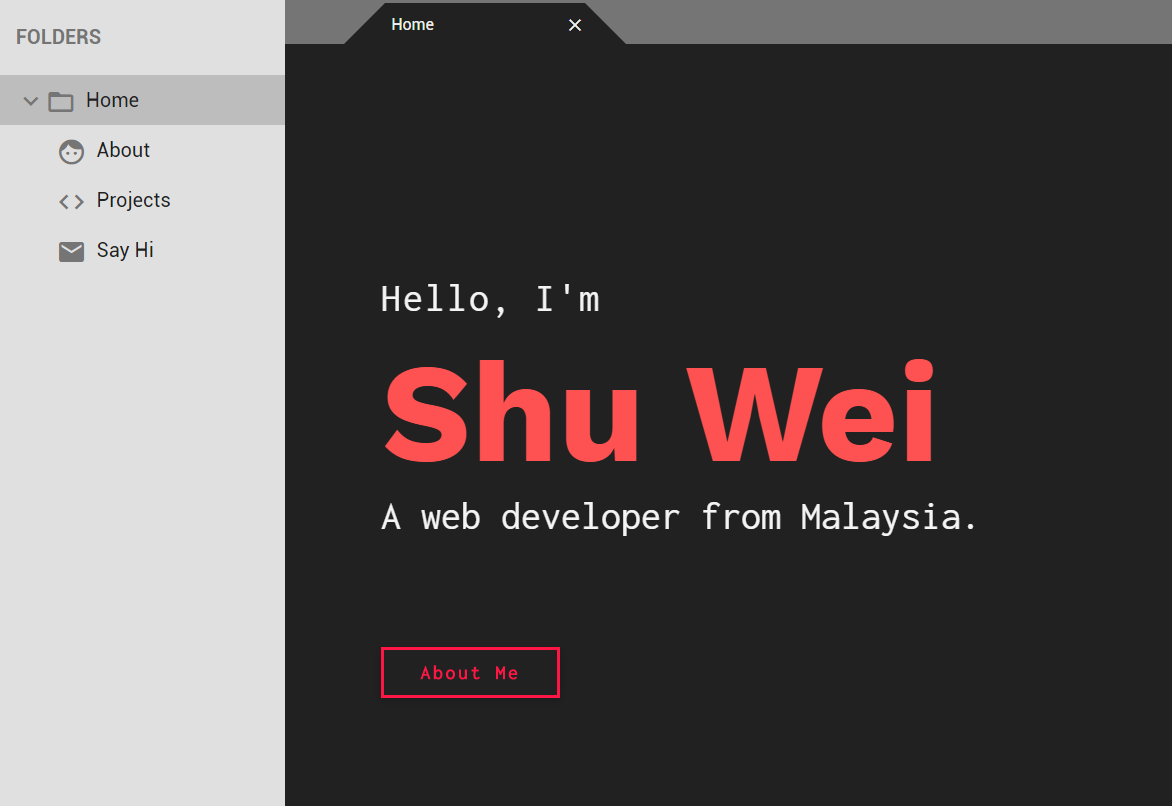 FOLDERS
Home
About
Projects
Say Hi
Home
Hello, I'm
Shu Wei
A web developer from Malaysia.
About Me